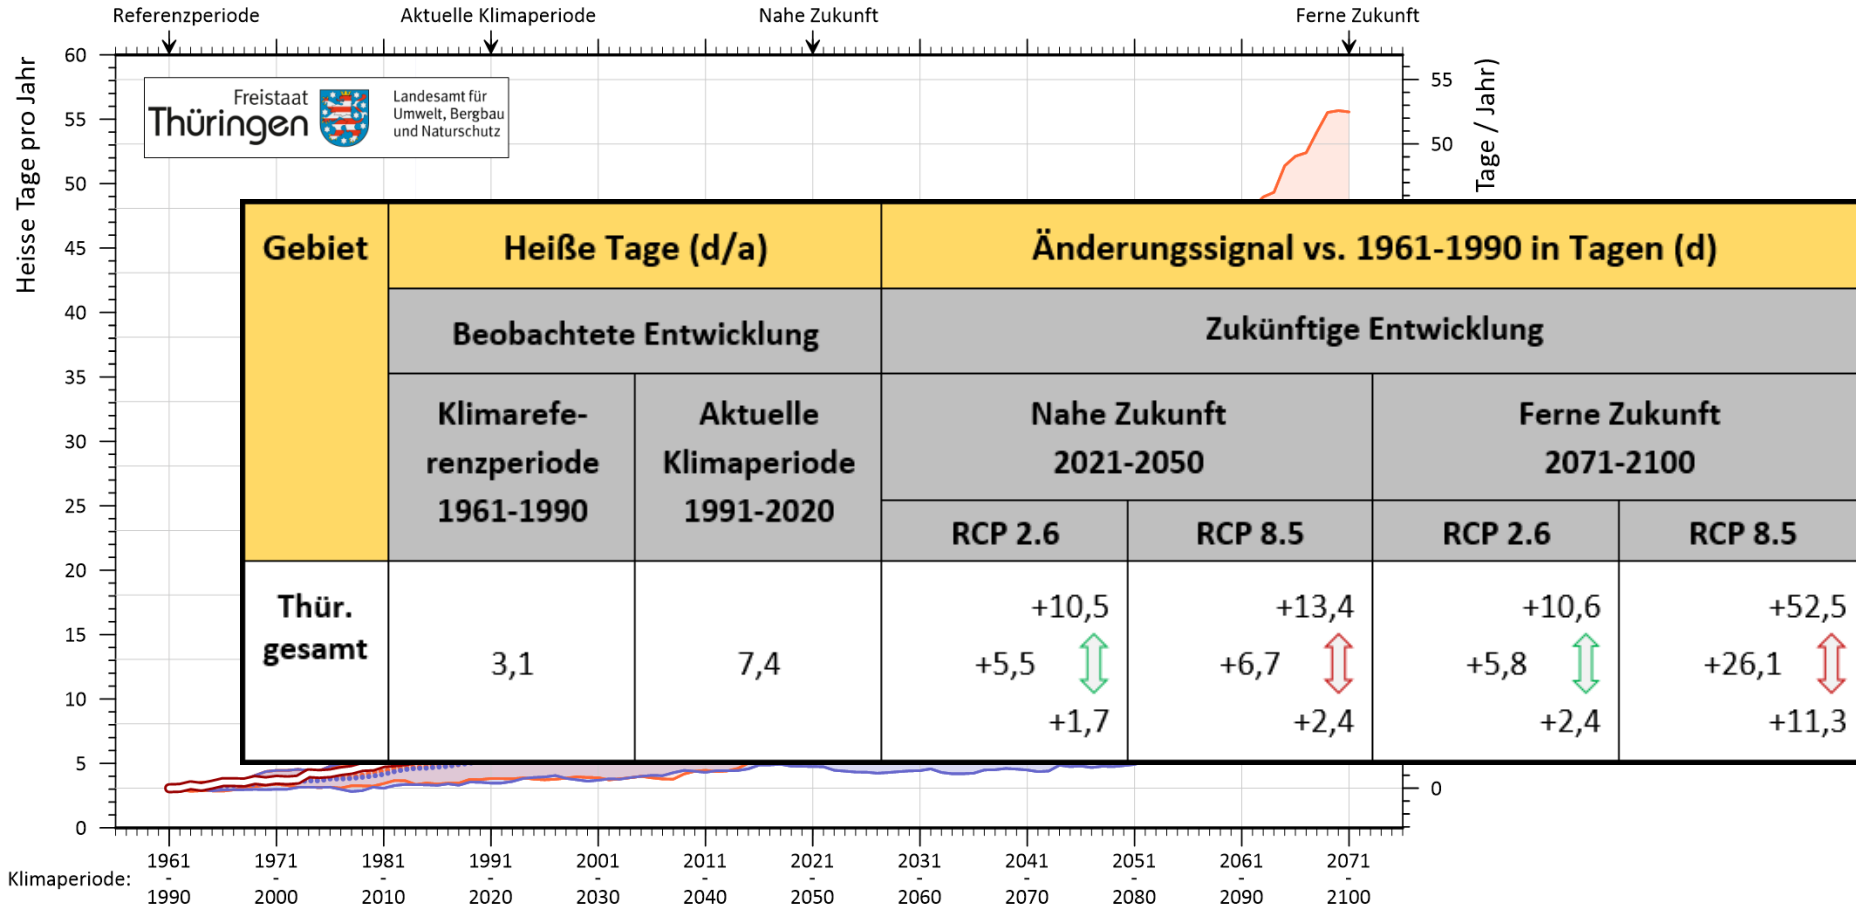 Referenzperiode
Aktuelle Klimaperiode
Nahe Zukunft
Ferne Zukunft
Heisse Tage pro Jahr
Tage / Jahr)
60
55
50
45
40
35
30
25
20
15
10
5
0
55
50
0
Freistaat
Thüringen
Landesamt für
Umwelt, Bergbau
und Naturschutz
Gebiet
Heiße Tage (d/a)
Änderungssignal vs. 1961-1990 in Tagen (d)
Beobachtete Entwicklung
Zukünftige Entwicklung
Klimarefe-
renzperiode
1961-1990
Aktuelle
Klimaperiode
1991-2020
Nahe Zukunft
2021-2050
Ferne Zukunft
2071-2100
RCP 2.6
RCP 8.5
RCP 2.6
RCP 8.5
Thür.
gesamt
3,1
7,4
+10,5
+5,5
+1,7
+13,4
+6,7
+2,4
+10,6
+5,8
+2,4
+52,5
+26,1
+11,3
Klimaperiode:
1961
-
1990
1971
-
2000
1981
-
2010
1991
-
2020
2001
-
2030
2011
-
2040
2021
-
2050
2031
-
2060
2041
-
2070
2051
-
2080
2061
-
2090
2071
-
2100